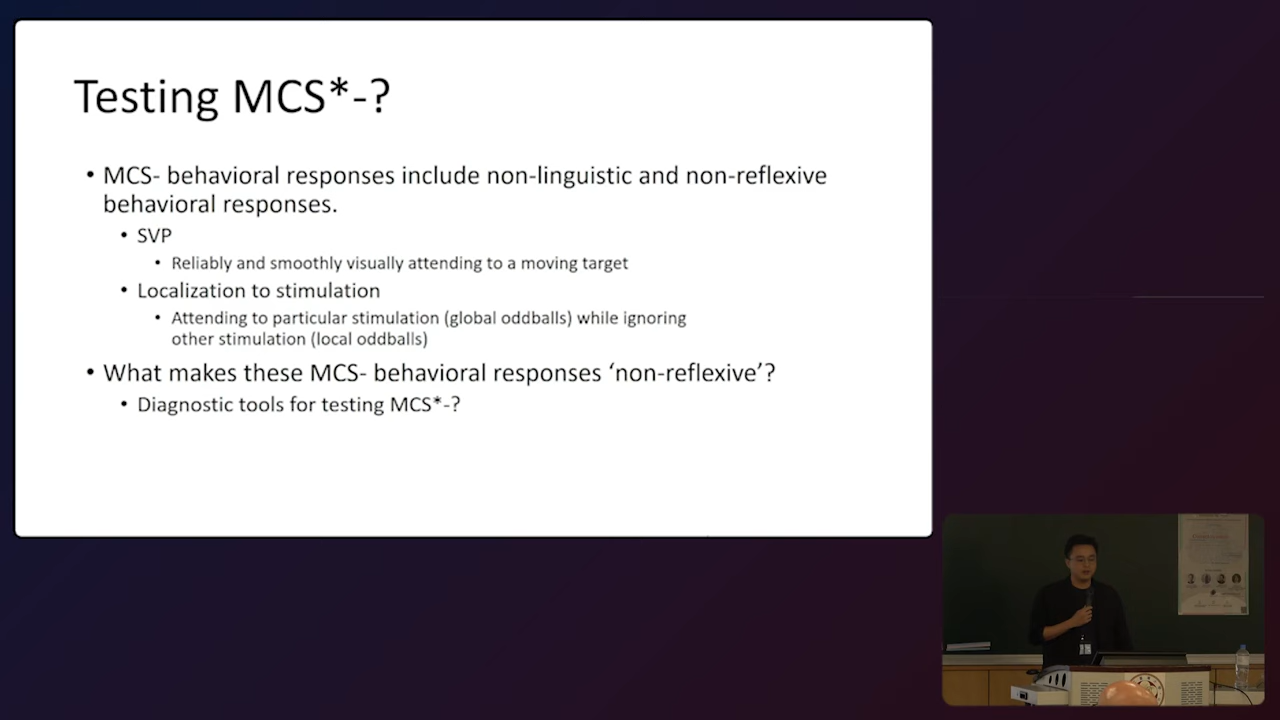 Testing MCS*-?
• MCS- behavioral responses include non-linguistic and non-reflexive
behavioral responses.
• SVP
• Reliably and smoothly visually attending to a moving target
• Localization to stimulation
• Attending to particular stimulation (global oddballs) while ignoring
other stimulation (local oddballs)
• What makes these MCS- behavioral responses ‘non-reflexive’?
• Diagnostic tools for testing MCS*-?